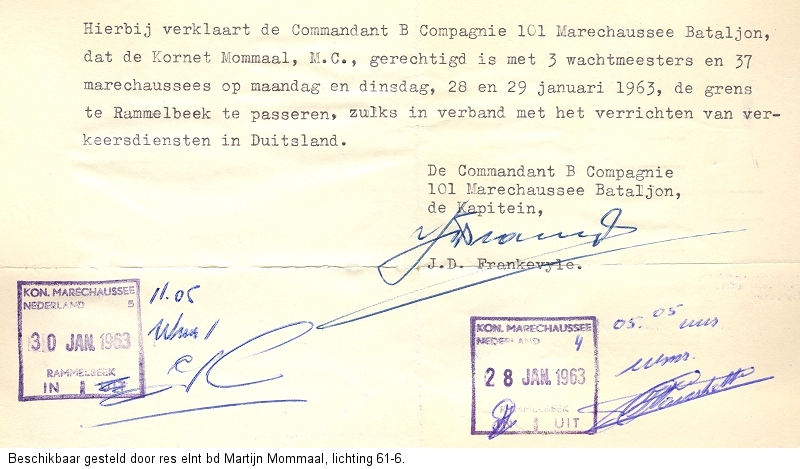 Hierbij verklaart de Commandant B Compagnie 101 Marechaussee Bataljon,
dat de Kornet Mommaal, M.C., gerechtigd is met 3 wachtmeesters en 37
marechaussees op maandag en dinsdag, 28 en 29 januari 1963, de grens
te Rammelbeek te passeren, zulks in verband met het verrichten van ver-
keersdiensten in Duitsland.
De Commandant B Compagnie
101 Marechaussee Bataljon,
de Kapitein,
J.D. Frankevyle.
KON. MARECHAUSSEE
NEDERLAND 5
30 JAN. 1963
RAMMELBEEK
IN 1
11.05
KON. MARECHAUSSEE
NEDERLAND 4
28 JAN. 1963
RAMMELBEEK
1 UIT
05.05 uur
wmr.
Beschikbaar gesteld door res elnt bd Martijn Mommaal, lichting 61-6.